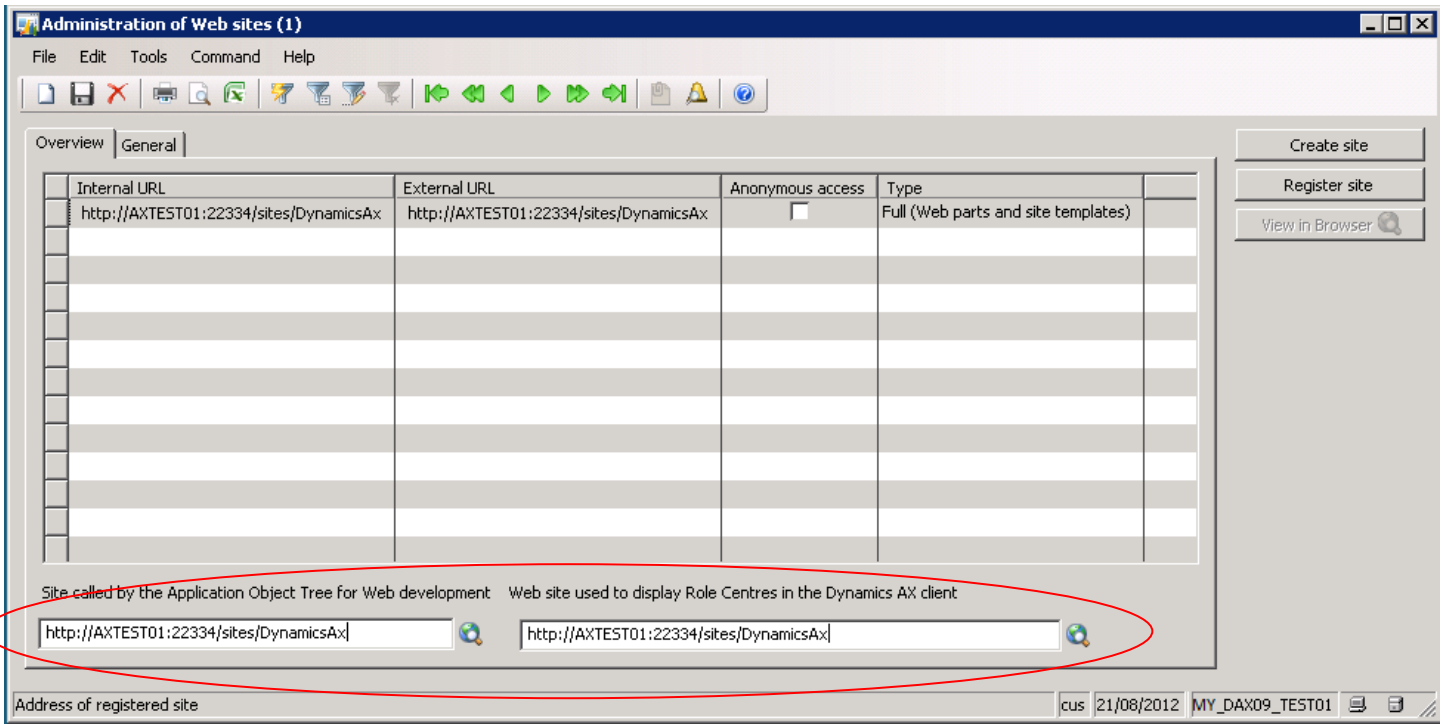 Administration of Web sites (1)
File Edit Tools Command Help
Overview General
Create site
Register site
View in Browser
Internal URL External URL Anonymous access Type
http://AXTEST01:22334/sites/DynamicsAx http://AXTEST01:22334/sites/DynamicsAx Full (Web parts and site templates)
Site called by the Application Object Tree for Web development Web site used to display Role Centres in the Dynamics AX client
http://AXTEST01:22334/sites/DynamicsAx http://AXTEST01:22334/sites/DynamicsAx
Address of registered site cus 21/08/2012 MY_DAX09_TEST01